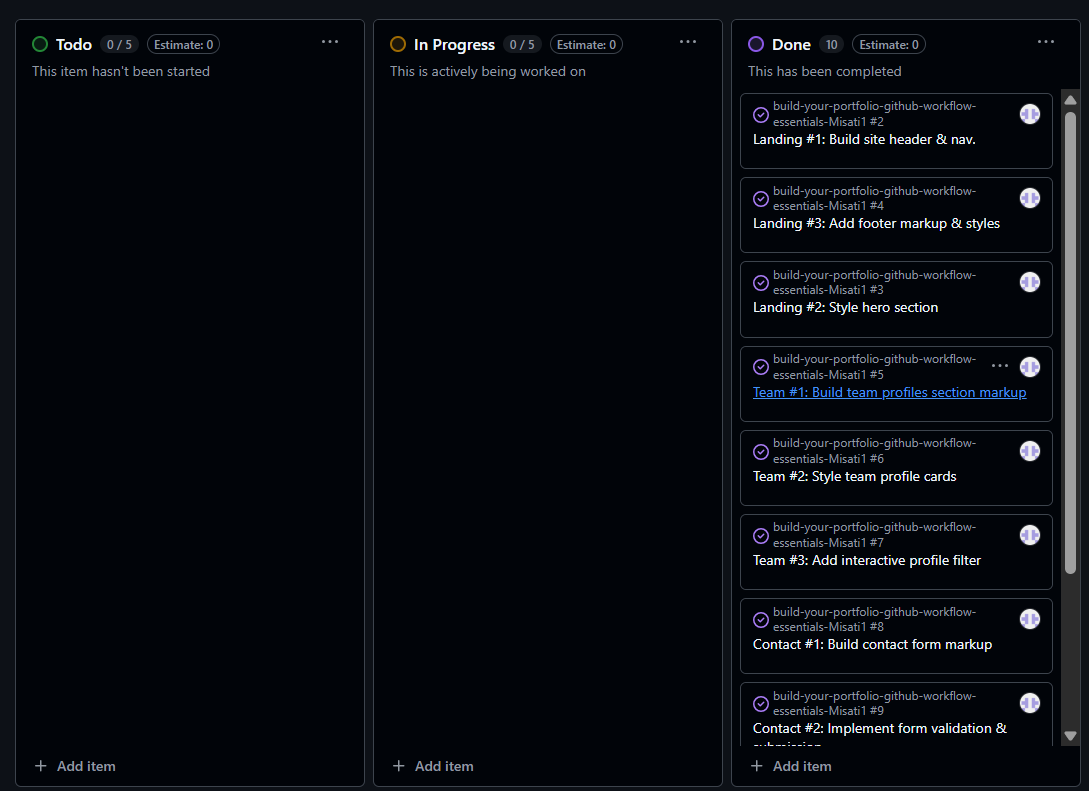 Todo 0 / 5 Estimate: 0
This item hasn't been started
Add item
In Progress 0 / 5 Estimate: 0
This is actively being worked on
Add item
Done 10 Estimate: 0
This has been completed
build-your-portfolio-github-workflow-
essentials-Misati1 #2
Landing #1: Build site header & nav.
build-your-portfolio-github-workflow-
essentials-Misati1 #4
Landing #3: Add footer markup & styles
build-your-portfolio-github-workflow-
essentials-Misati1 #3
Landing #2: Style hero section
build-your-portfolio-github-workflow-
essentials-Misati1 #5
Team #1: Build team profiles section markup
build-your-portfolio-github-workflow-
essentials-Misati1 #6
Team #2: Style team profile cards
build-your-portfolio-github-workflow-
essentials-Misati1 #7
Team #3: Add interactive profile filter
build-your-portfolio-github-workflow-
essentials-Misati1 #8
Contact #1: Build contact form markup
build-your-portfolio-github-workflow-
essentials-Misati1 #9
Contact #2: Implement form validation &
submission
Add item